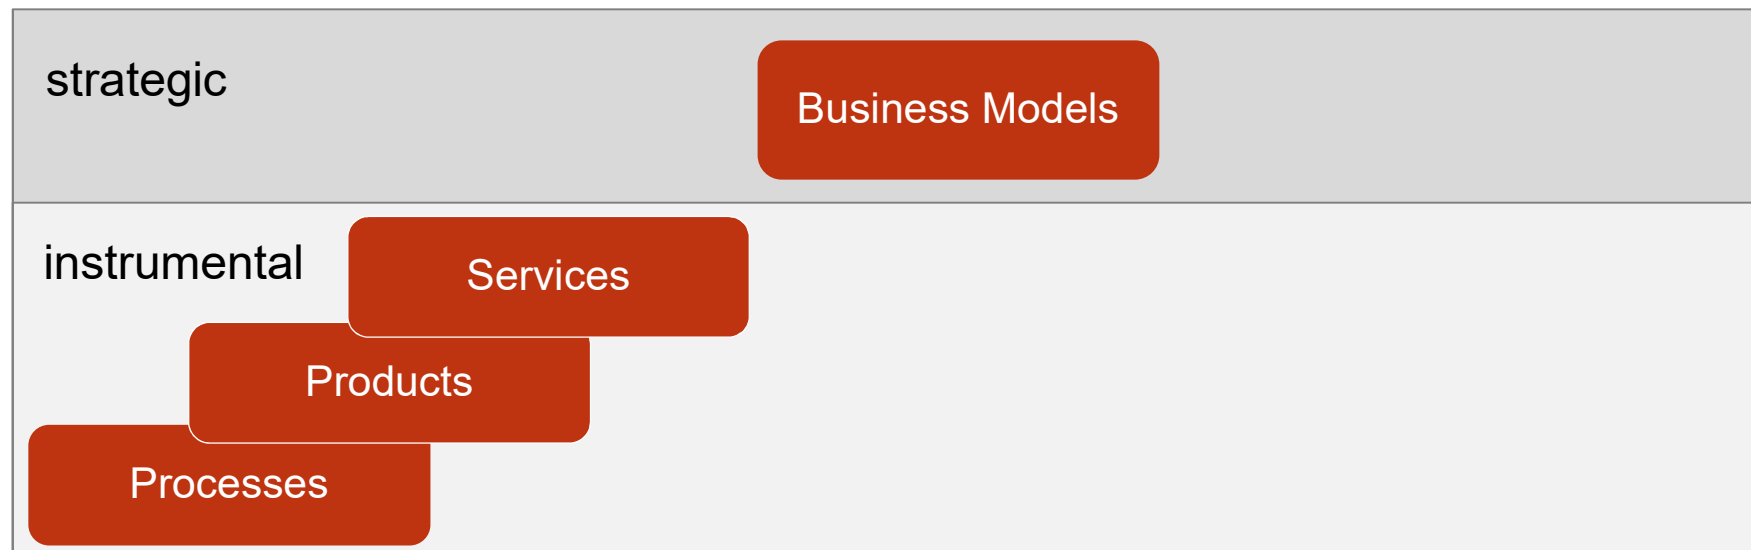 strategic
Business Models
instrumental
Services
Products
Processes